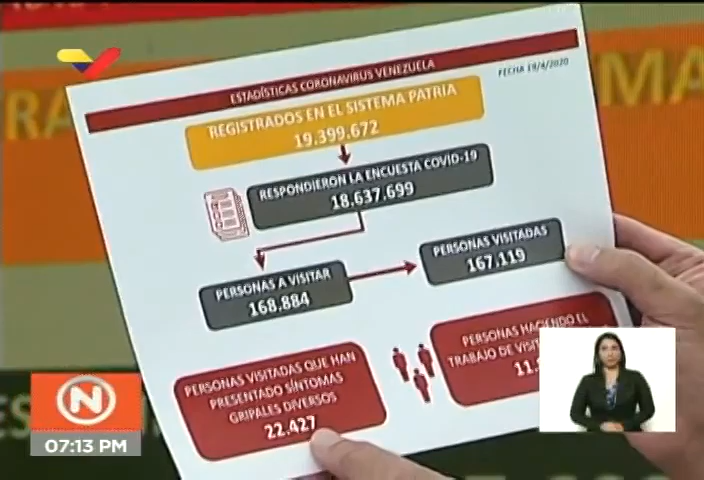 ESTADÍSTICAS CORONAVIRUS VENEZUELA
FECHA 19/4/2020
REGISTRADOS EN EL SISTEMA PATRIA
19.399.672
RESPONDIERON LA ENCUESTA COVID-19
18.637.699
PERSONAS A VISITAR
168.884
PERSONAS VISITADAS
167.119
PERSONAS VISITADAS QUE HAN
PRESENTADO SÍNTOMAS
GRIPALES DIVERSOS
22.427
PERSONAS HACIENDO EL
TRABAJO DE
N
07:13 PM